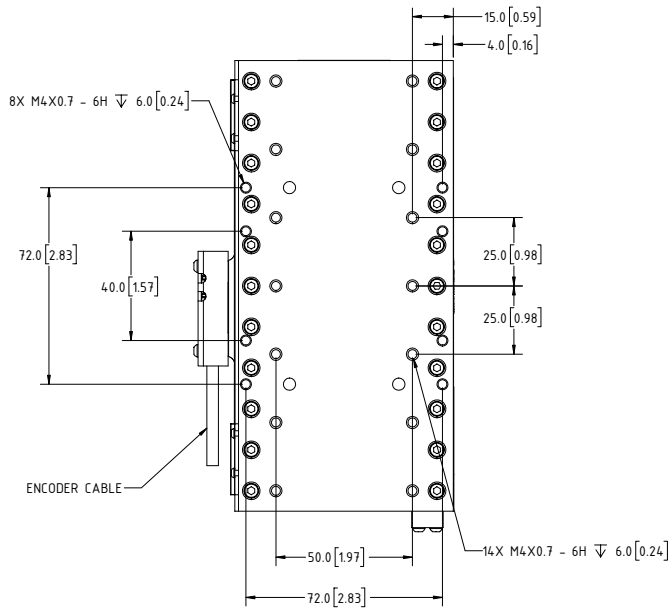 15.0[0.59]
4.0[0.16]
8X M4X0.7 - 6H ↧ 6.0[0.24]
72.0[2.83]
40.0[1.57]
25.0[0.98]
25.0[0.98]
ENCODER CABLE
14X M4X0.7 - 6H ↧ 6.0[0.24]
50.0[1.97]
72.0[2.83]